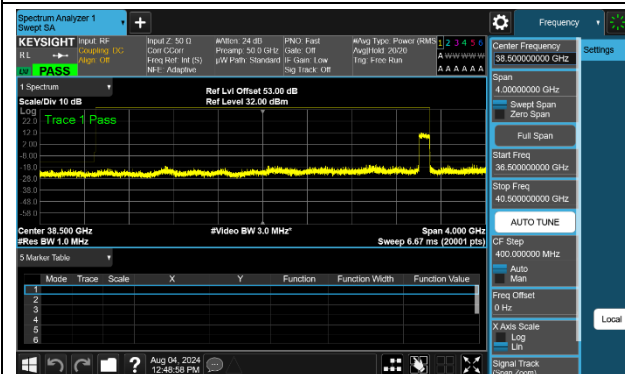 Spectrum Analyzer 1
Swept SA
+
Frequency
KEYSIGHT Input: RF
RL
Coupling: DC
Align: Off
LXI PASS
Input Z: 50 Ω
Corr CCorr
Freq Ref: Int (S)
NFE: Adaptive
#Atten: 24 dB
Preamp: 50.0 GHz
µW Path: Standard
PNO: Fast
Gate: Off
IF Gain: Low
Sig Track: Off
#Avg Type: Power (RMS)
Avg|Hold: 20/20
Trig: Free Run
1 2 3 4 5 6
A W W W W W
A A A A A A
1 Spectrum
Scale/Div 10 dB
Ref Lvl Offset 53.00 dB
Ref Level 32.00 dBm
Log
Trace 1 Pass
22.0
12.0
2.00
-8.00
-18.0
-28.0
-38.0
-48.0
-58.0
Center 38.500 GHz
#Res BW 1.0 MHz
#Video BW 3.0 MHz*
Span 4.000 GHz
Sweep 6.67 ms (20001 pts)
5 Marker Table
Mode Trace Scale X Y Function Function Width Function Value
1
2
3
4
5
6
Aug 04, 2024
12:48:58 PM
Center Frequency
38.500000000 GHz
Settings
Span
4.00000000 GHz
Swept Span
Zero Span
Full Span
Start Freq
36.500000000 GHz
Stop Freq
40.500000000 GHz
AUTO TUNE
CF Step
400.000000 MHz
Auto
Man
Freq Offset
0 Hz
X Axis Scale
Log
Lin
Local
Signal Track
(Span Zoom)